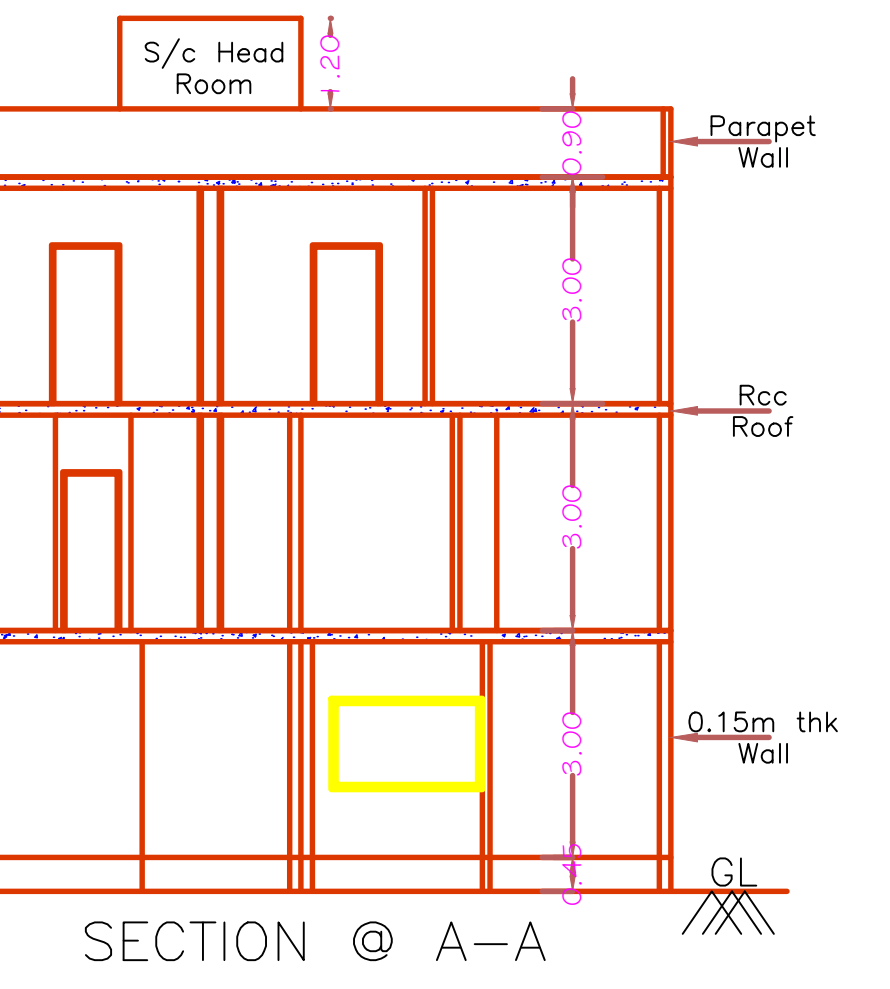 S/c Head
Room
1.20
0.90
Parapet
Wall
3.00
Rcc
Roof
3.00
0.15m thk
Wall
3.00
0.45
GL
SECTION @ A-A